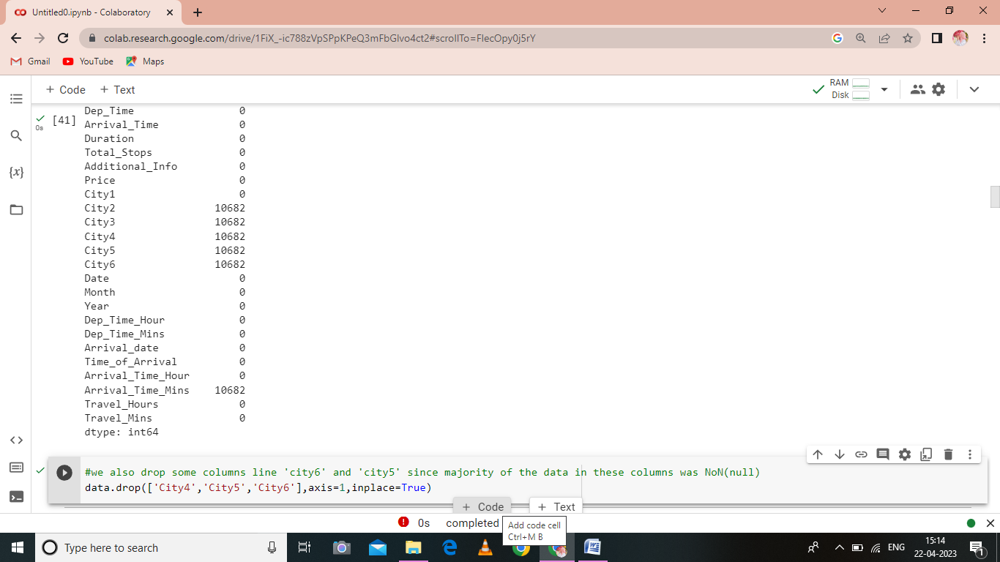 Untitled0.ipynb - Colaboratory
colab.research.google.com/drive/1FiX_-ic788zVpSPpKPeQ3mFbGlvo4ct2#scrollTo=FlecOpy0j5rY
Gmail YouTube Maps
+ Code + Text
RAM
Disk
[41]
0s
Dep_Time 0
Arrival_Time 0
Duration 0
Total_Stops 0
Additional_Info 0
Price 0
City1 0
City2 10682
City3 10682
City4 10682
City5 10682
City6 10682
Date 0
Month 0
Year 0
Dep_Time_Hour 0
Dep_Time_Mins 0
Arrival_date 0
Time_of_Arrival 0
Arrival_Time_Hour 0
Arrival_Time_Mins 10682
Travel_Hours 0
Travel_Mins 0
dtype: int64
#we also drop some columns line 'city6' and 'city5' since majority of the data in these columns was NoN(null)
data.drop(['City4','City5','City6'],axis=1,inplace=True)
+ Code + Text
0s completed
Add code cell
Ctrl+M B
Type here to search
ENG
15:14
22-04-2023
1